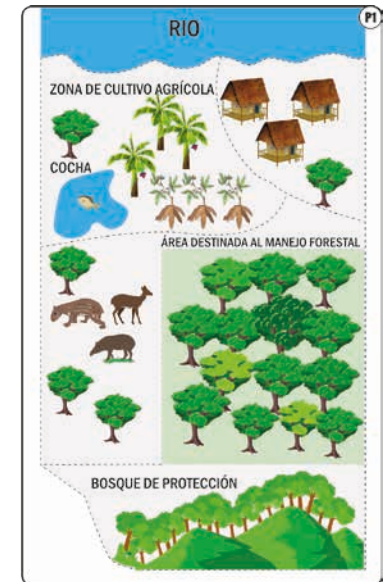 P1
RIO
ZONA DE CULTIVO AGRÍCOLA
COCHA
ÁREA DESTINADA AL MANEJO FORESTAL
BOSQUE DE PROTECCIÓN